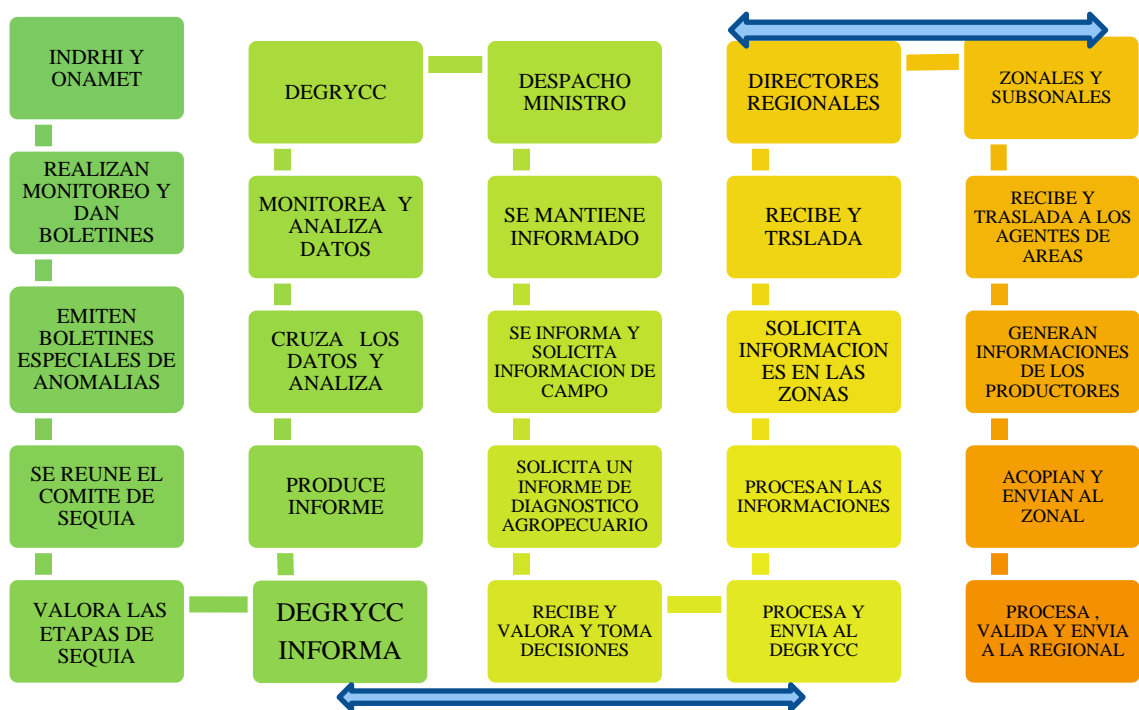 INDRHI Y
ONAMET
REALIZAN
MONITOREO Y
DAN
BOLETINES
EMITEN
BOLETINES
ESPECIALES DE
ANOMALIAS
SE REUNE EL
COMITE DE
SEQUIA
VALORA LAS
ETAPAS DE
SEQUIA
DEGRYCC
MONITOREA Y
ANALIZA
DATOS
CRUZA LOS
DATOS Y
ANALIZA
PRODUCE
INFORME
DEGRYCC
INFORMA
DESPACHO
MINISTRO
SE MANTIENE
INFORMADO
SE INFORMA Y
SOLICITA
INFORMACION DE
CAMPO
SOLICITA UN
INFORME DE
DIAGNOSTICO
AGROPECUARIO
RECIBE Y
VALORA Y TOMA
DECISIONES
DIRECTORES
REGIONALES
RECIBE Y
TRSLADA
SOLICITA
INFORMACION
ES EN LAS
ZONAS
PROCESAN LAS
INFORMACIONES
PROCESA Y
ENVIA AL
DEGRYCC
ZONALES Y
SUBSONALES
RECIBE Y
TRASLADA A LOS
AGENTES DE
AREAS
GENERAN
INFORMACIONES
DE LOS
PRODUCTORES
ACOPIAN Y
ENVIAN AL
ZONAL
PROCESA ,
VALIDA Y ENVIA
A LA REGIONAL